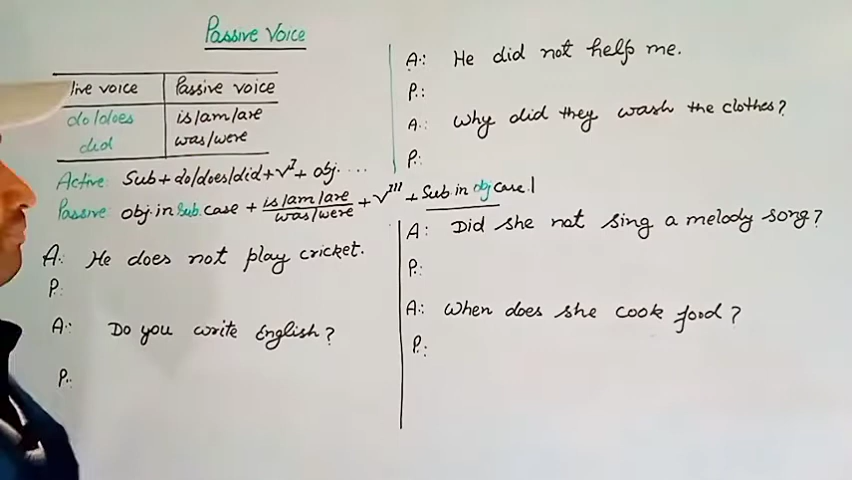 Passive Voice
tive voice Passive voice
do/does is/am/are
did was/were
Active: Sub + do/does/did + V¹ + obj. ...
Passive: obj. in Sub. case + is/am/are / was/were + V¹¹¹ + Sub. in obj case.
A: He does not play cricket.
P:
A: Do you write English?
P:
A: He did not help me.
P:
A: Why did they wash the clothes?
P:
A: Did she not sing a melody song?
P:
A: When does she cook food?
P: